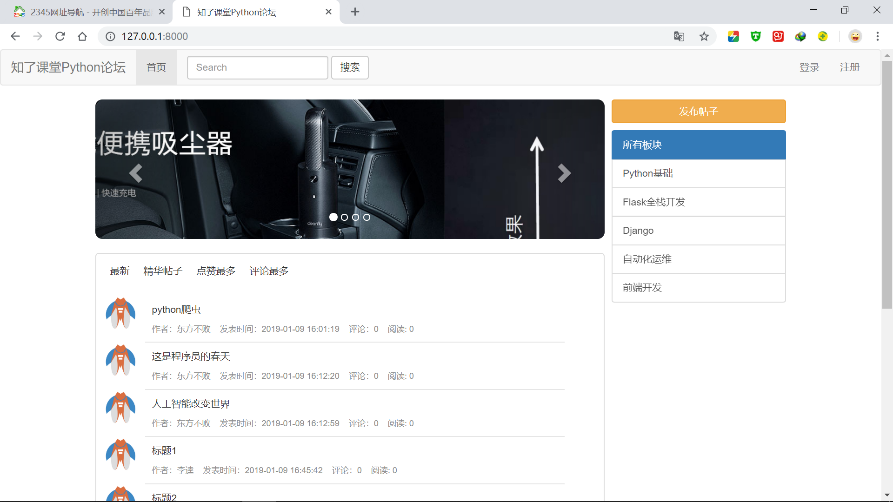 2345网址导航 - 开创中国百年品
知了课堂Python论坛
127.0.0.1:8000
知了课堂Python论坛
首页
Search
搜索
登录
注册
便携吸尘器
快速充电
效果
发布帖子
所有板块
Python基础
Flask全栈开发
Django
自动化运维
前端开发
最新 精华帖子 点赞最多 评论最多
python爬虫
作者：东方不败 发表时间：2019-01-09 16:01:19 评论：0 阅读: 0
这是程序员的春天
作者：东方不败 发表时间：2019-01-09 16:12:20 评论：0 阅读: 0
人工智能改变世界
作者：东方不败 发表时间：2019-01-09 16:12:59 评论：0 阅读: 0
标题1
作者：李逵 发表时间：2019-01-09 16:45:42 评论：0 阅读: 0
标题2